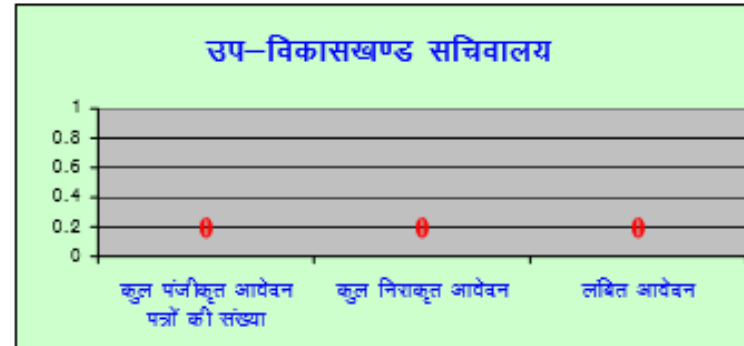 उप–विकासखण्ड सचिवालय
1
0.8
0.6
0.4
0.2
0
0 0 0
कुल पंजीकृत आवेदन पत्रों की संख्या
कुल निराकृत आवेदन
लंबित आवेदन